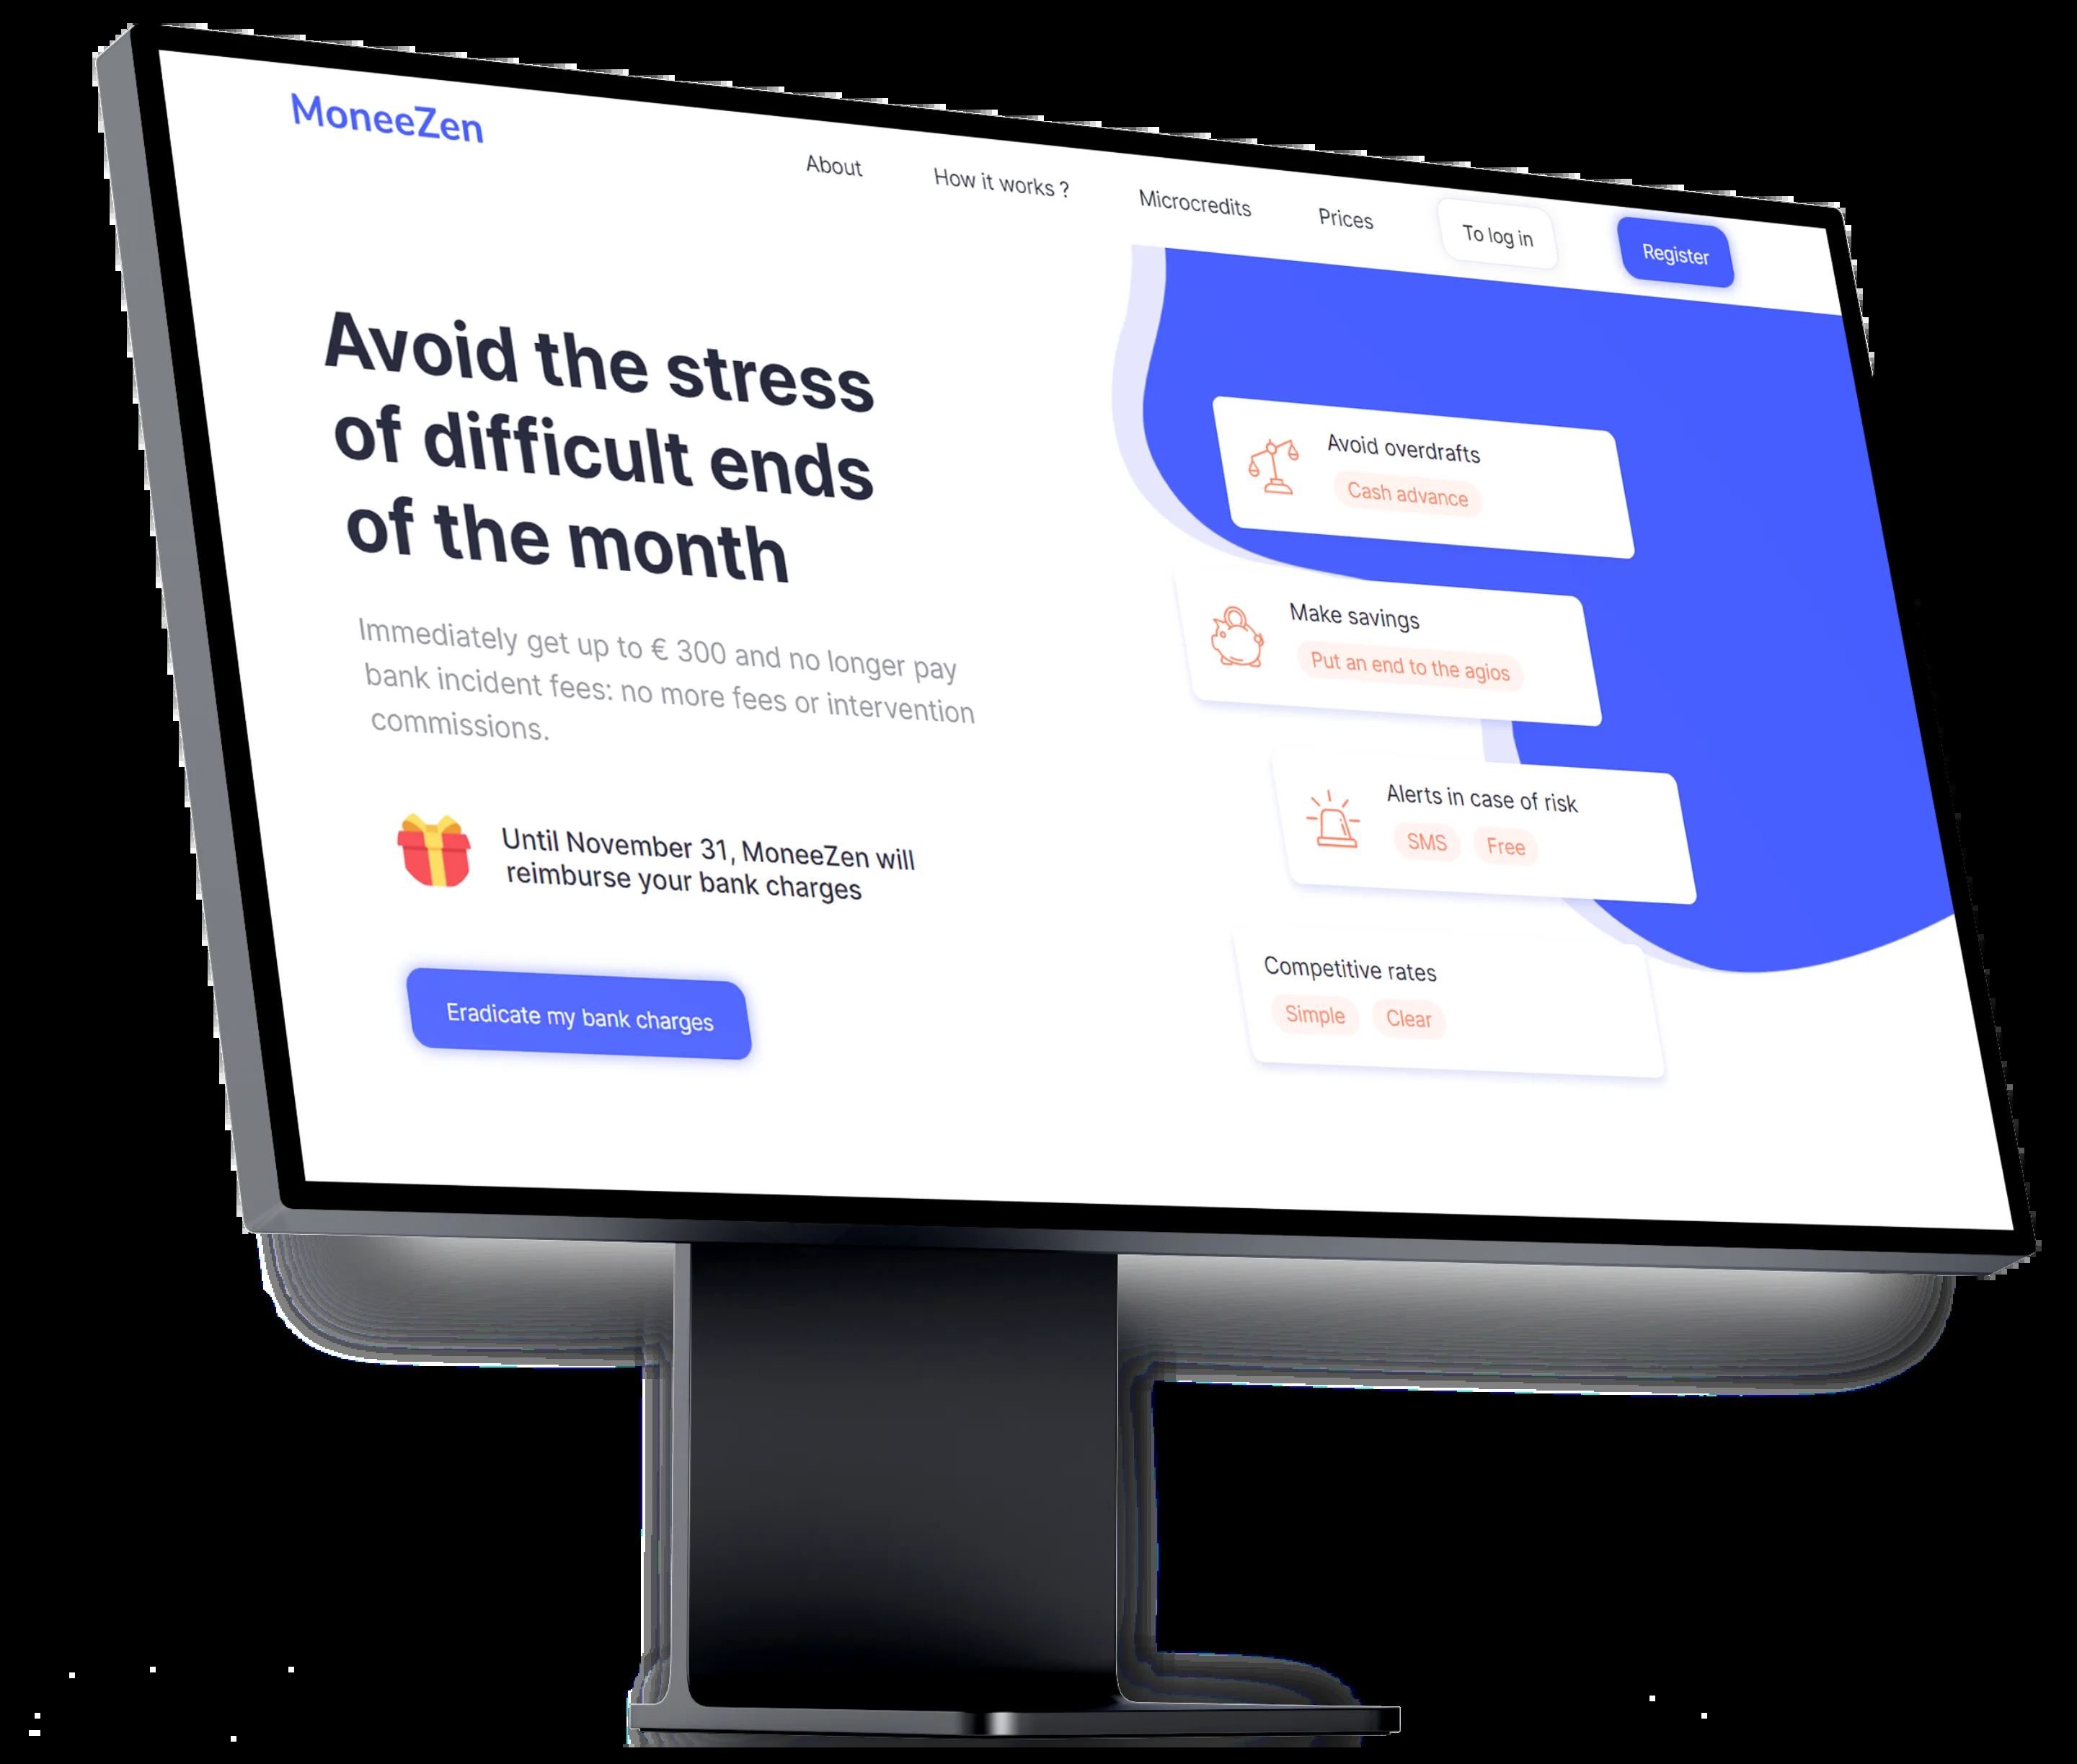 MoneeZen
About
How it works ?
Microcredits
Prices
To log in
Register
Avoid the stress
of difficult ends
of the month
Immediately get up to € 300 and no longer pay
bank incident fees: no more fees or intervention
commissions.
Until November 31, MoneeZen will
reimburse your bank charges
Eradicate my bank charges
Avoid overdrafts
Cash advance
Make savings
Put an end to the agios
Alerts in case of risk
SMS Free
Competitive rates
Simple Clear